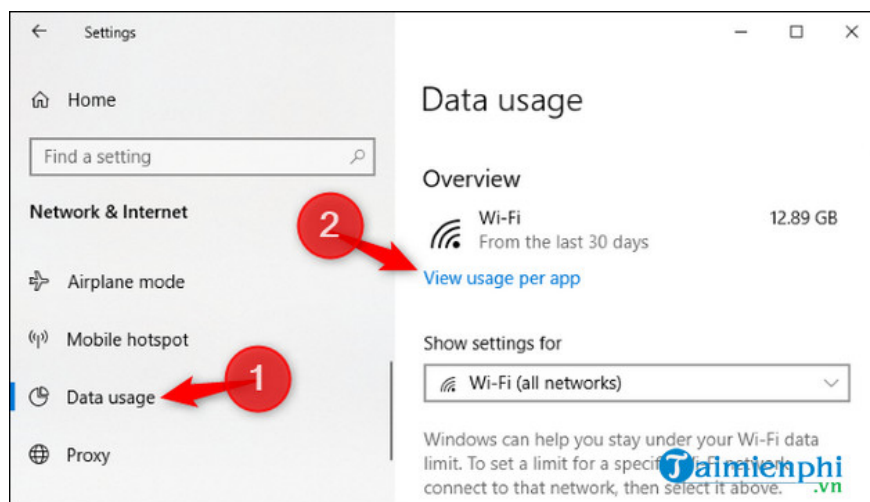 Settings
Home
Find a setting
Network & Internet
Airplane mode
Mobile hotspot
1
Data usage
Proxy
Data usage
Overview
2
Wi-Fi
12.89 GB
From the last 30 days
View usage per app
Show settings for
Wi-Fi (all networks)
Windows can help you stay under your Wi-Fi data
limit. To set a limit for a specific Wi-Fi network,
connect to that network, then select it above.
Taimienphi
.vn